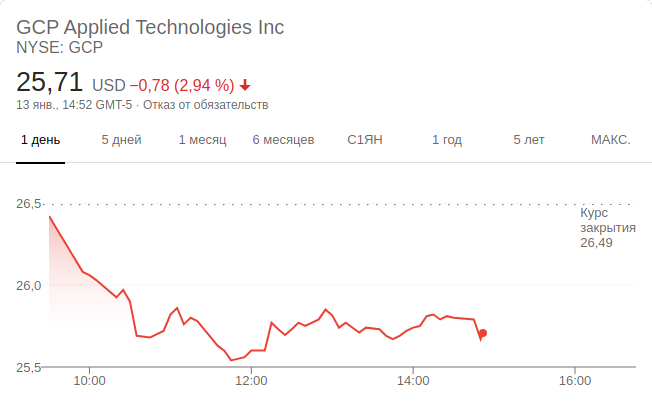 GCP Applied Technologies Inc
NYSE: GCP
25,71 USD −0,78 (2,94 %)
13 янв., 14:52 GMT-5 · Отказ от обязательств
1 день 5 дней 1 месяц 6 месяцев С1ЯН 1 год 5 лет МАКС.
26,5
Курс
закрытия
26,49
26,0
25,5
10:00 12:00 14:00 16:00